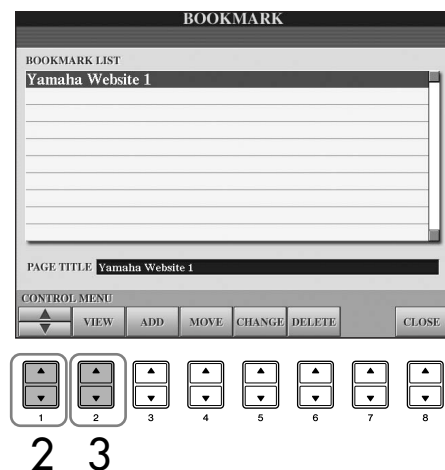 BOOKMARK
BOOKMARK LIST
Yamaha Website 1
PAGE TITLE Yamaha Website 1
CONTROL MENU
VIEW ADD MOVE CHANGE DELETE CLOSE
1 2 3 4 5 6 7 8
2 3